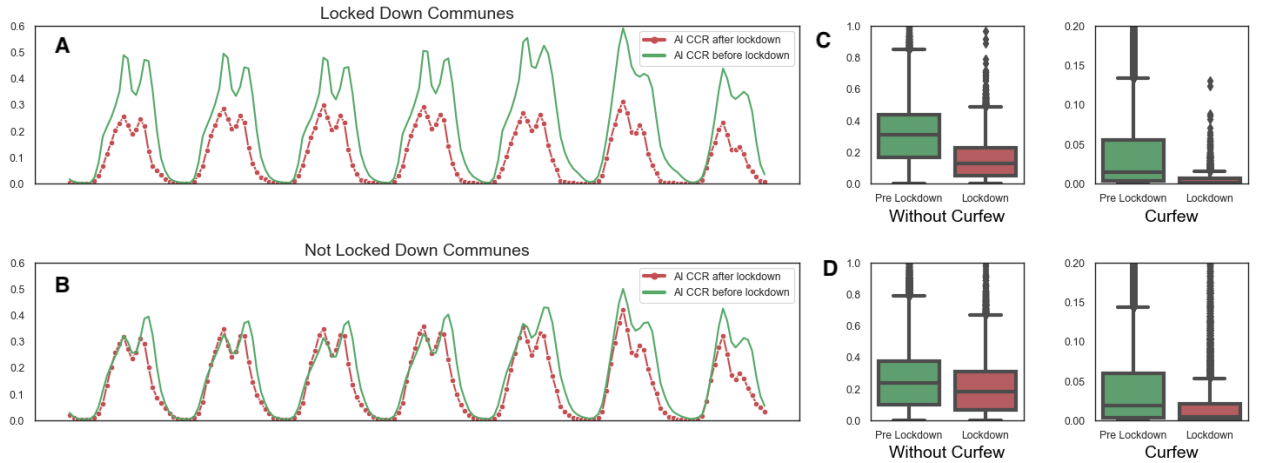 Locked Down Communes
A
AI CCR after lockdown
AI CCR before lockdown
0.6
0.5
0.4
0.3
0.2
0.1
0.0
C
1.0
0.8
0.6
0.4
0.2
0.0
Pre Lockdown Lockdown
Without Curfew
0.20
0.15
0.10
0.05
0.00
Pre Lockdown Lockdown
Curfew
Not Locked Down Communes
B
AI CCR after lockdown
AI CCR before lockdown
0.6
0.5
0.4
0.3
0.2
0.1
0.0
D
1.0
0.8
0.6
0.4
0.2
0.0
Pre Lockdown Lockdown
Without Curfew
0.20
0.15
0.10
0.05
0.00
Pre Lockdown Lockdown
Curfew